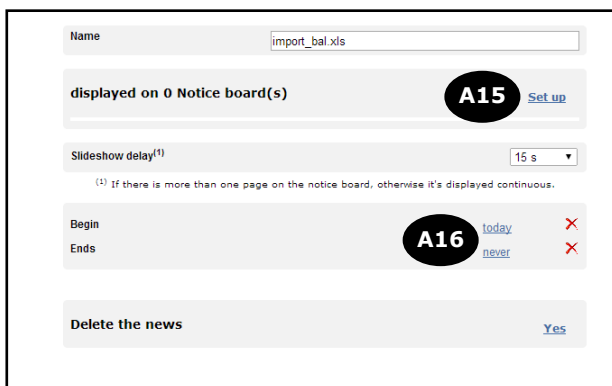 Name import_bal.xls
displayed on 0 Notice board(s) A15 Set up
Slideshow delay(1) 15 s
(1) If there is more than one page on the notice board, otherwise it's displayed continuous.
Begin today
A16
Ends never
Delete the news Yes